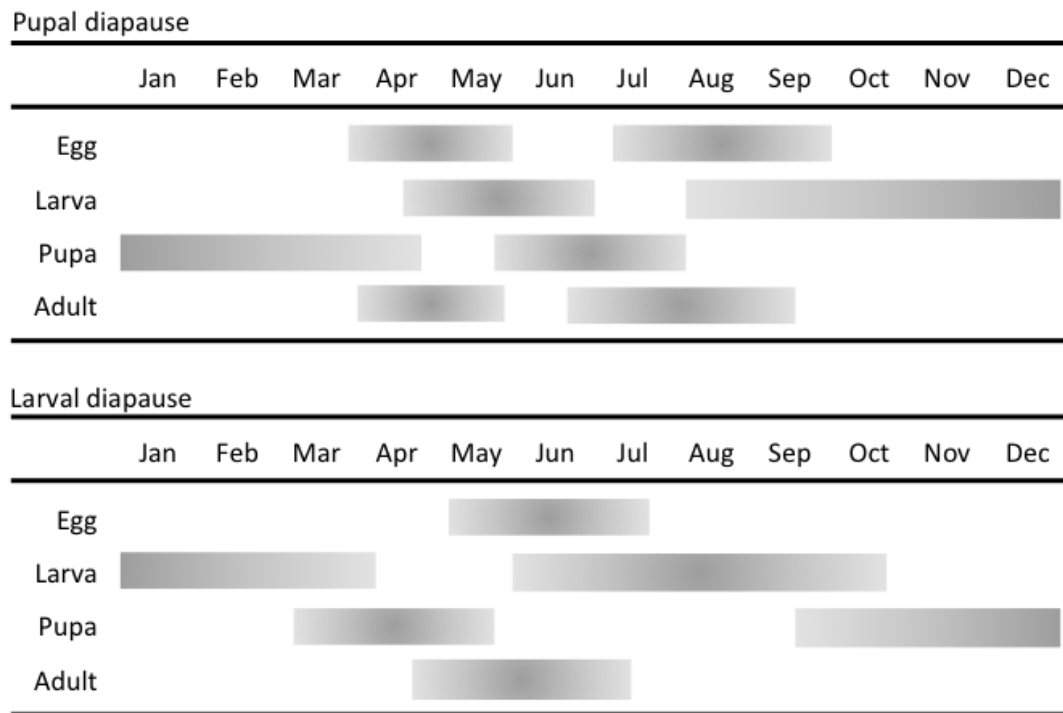 Pupal diapause
Jan Feb Mar Apr May Jun Jul Aug Sep Oct Nov Dec
Egg
Larva
Pupa
Adult
Larval diapause
Jan Feb Mar Apr May Jun Jul Aug Sep Oct Nov Dec
Egg
Larva
Pupa
Adult